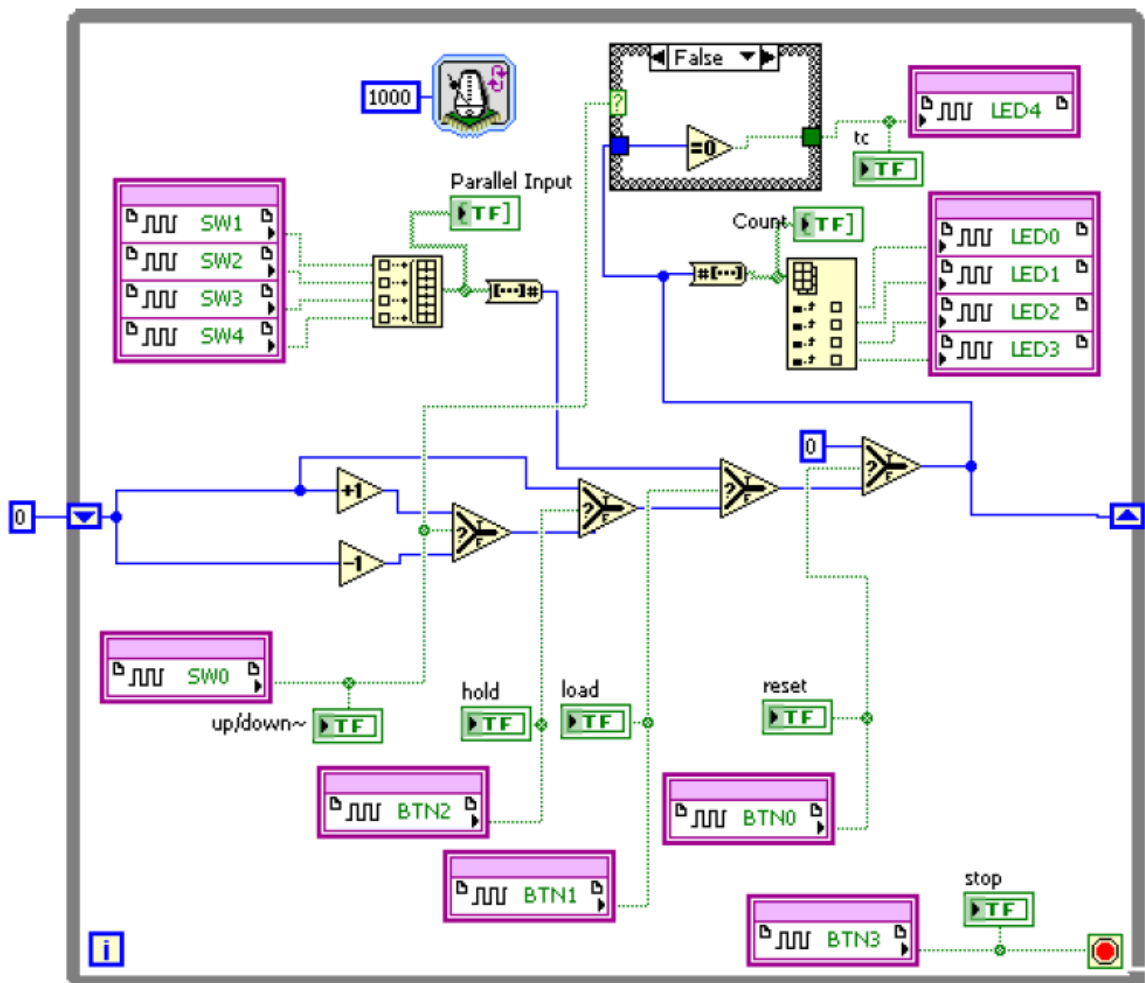 False
1000
?
=0
LED4
tc
TF
Parallel Input
[TF]
Count
[TF]
SW1
SW2
SW3
SW4
[...]#
#[...]
LED0
LED1
LED2
LED3
0
+1
-1
? T F
? T F
? T F
0
? T F
SW0
up/down~
TF
hold
TF
load
TF
reset
TF
BTN2
BTN1
BTN0
stop
TF
BTN3
i